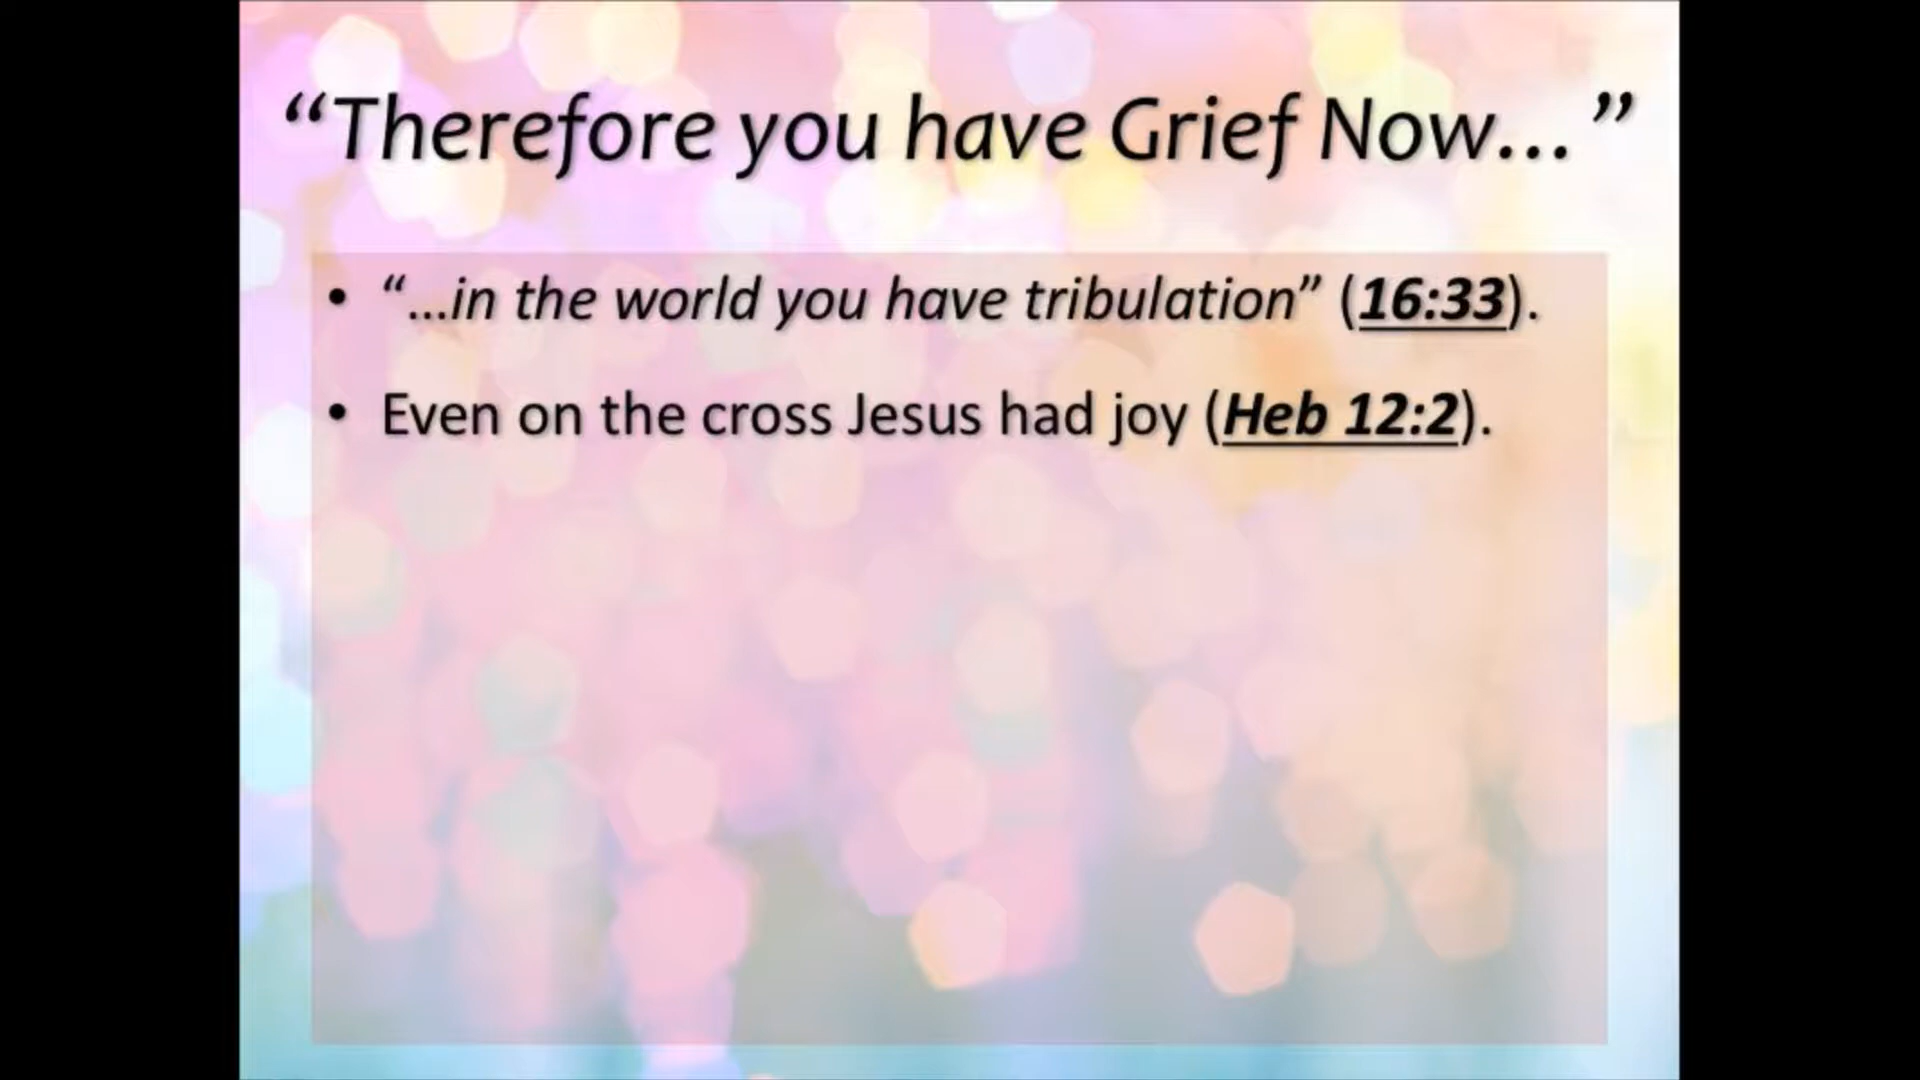 “Therefore you have Grief Now...”
• “...in the world you have tribulation” (16:33).
• Even on the cross Jesus had joy (Heb 12:2).